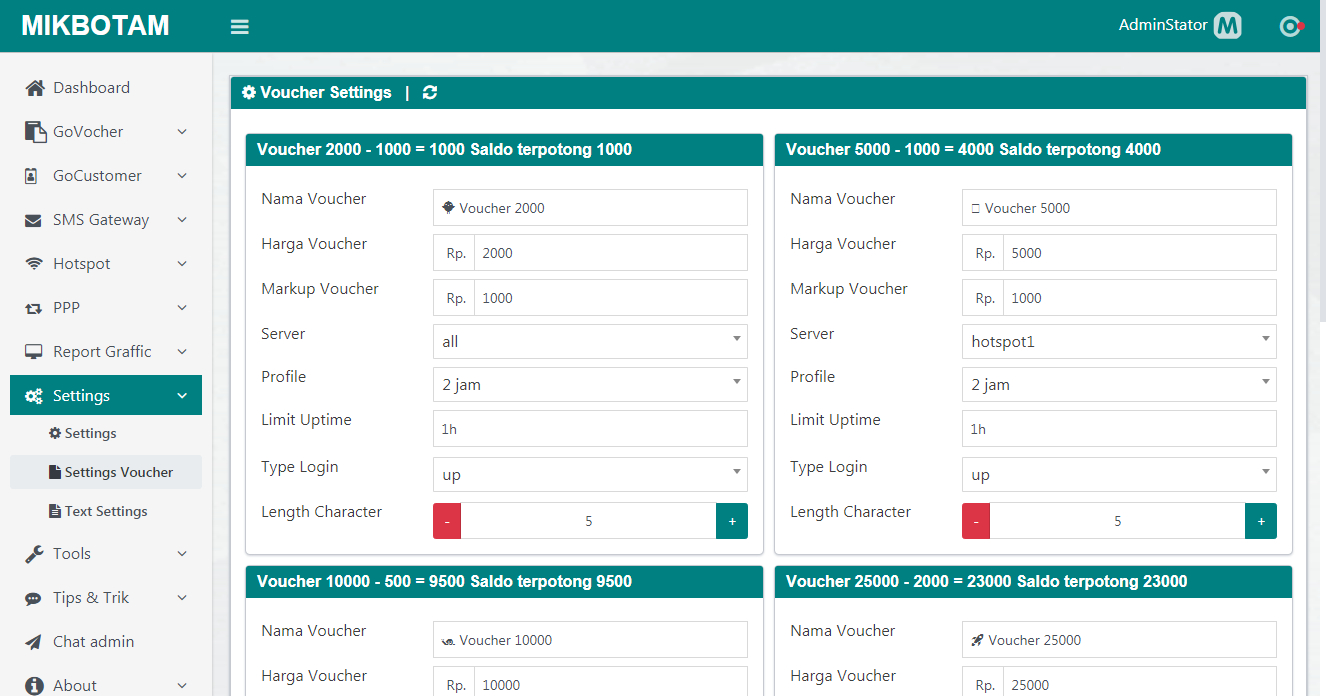 MIKBOTAM
AdminStator
Dashboard
GoVocher
GoCustomer
SMS Gateway
Hotspot
PPP
Report Graffic
Settings
Settings
Settings Voucher
Text Settings
Tools
Tips & Trik
Chat admin
About
Voucher Settings |
Voucher 2000 - 1000 = 1000 Saldo terpotong 1000
Nama Voucher
Voucher 2000
Harga Voucher
Rp. 2000
Markup Voucher
Rp. 1000
Server
all
Profile
2 jam
Limit Uptime
1h
Type Login
up
Length Character
- 5 +
Voucher 5000 - 1000 = 4000 Saldo terpotong 4000
Nama Voucher
Voucher 5000
Harga Voucher
Rp. 5000
Markup Voucher
Rp. 1000
Server
hotspot1
Profile
2 jam
Limit Uptime
1h
Type Login
up
Length Character
- 5 +
Voucher 10000 - 500 = 9500 Saldo terpotong 9500
Nama Voucher
Voucher 10000
Harga Voucher
Rp. 10000
Voucher 25000 - 2000 = 23000 Saldo terpotong 23000
Nama Voucher
Voucher 25000
Harga Voucher
Rp. 25000